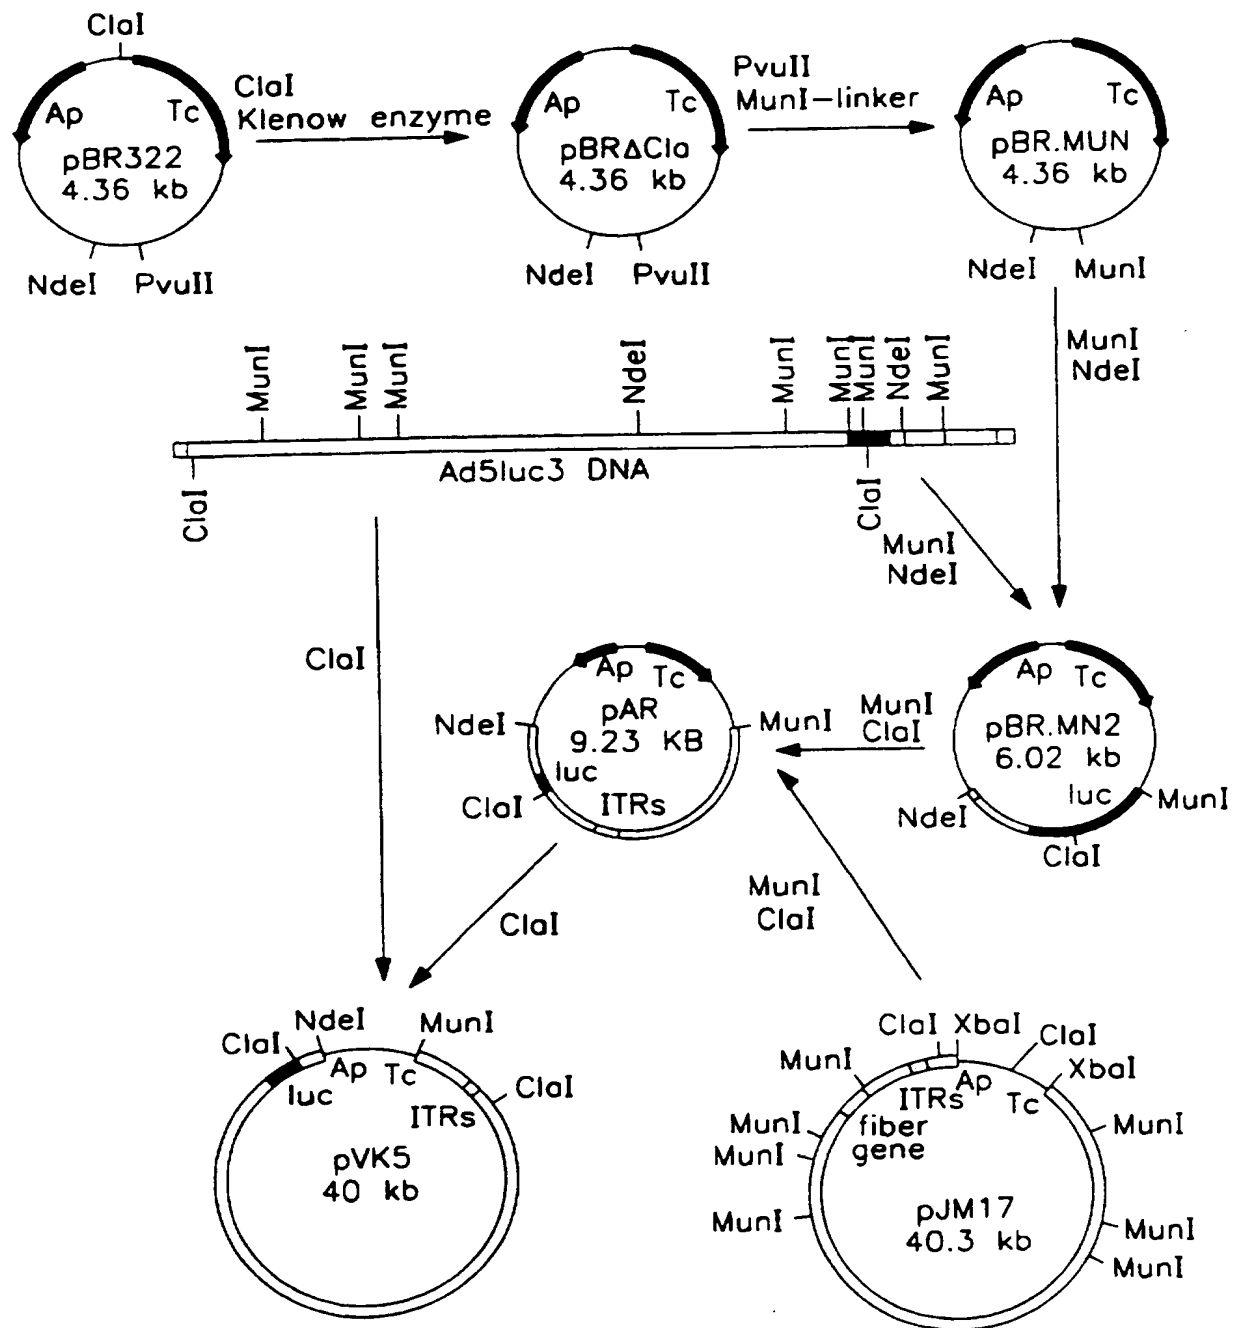 ClaI
Ap
Tc
pBR322
4.36 kb
NdeI
PvuII
ClaI
Klenow enzyme
Ap
Tc
pBRΔCla
4.36 kb
NdeI
PvuII
PvuII
MunI-linker
Ap
Tc
pBR.MUN
4.36 kb
NdeI
MunI
MunI
NdeI
MunI
MunI
MunI
NdeI
MunI
MunI
MunI
NdeI
MunI
Ad5luc3 DNA
ClaI
ClaI
MunI
NdeI
ClaI
Ap
Tc
pAR
9.23 KB
NdeI
MunI
luc
ClaI
ITRs
MunI
ClaI
Ap
Tc
pBR.MN2
6.02 kb
luc
MunI
NdeI
ClaI
MunI
ClaI
ClaI
NdeI
MunI
ClaI
Ap
Tc
luc
ClaI
ITRs
pVK5
40 kb
ClaI
XbaI
ClaI
MunI
XbaI
ITRs
Ap
Tc
MunI
fiber
gene
MunI
MunI
MunI
pJM17
40.3 kb
MunI
MunI